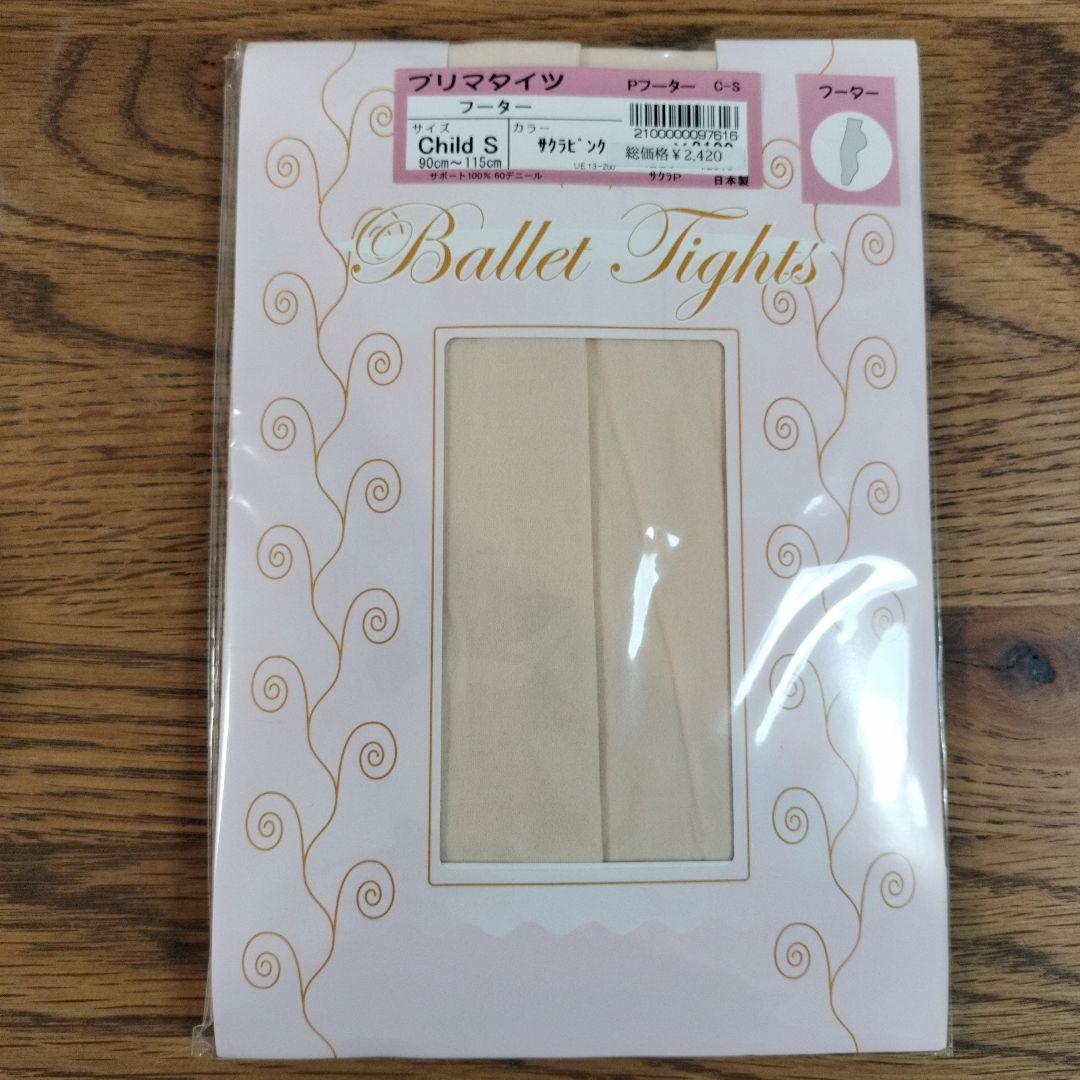 プリマタイツ
Pフーター C-S
フーター
サイズ
Child S
90cm～115cm
カラー
サクラピンク
UE13-200
2100000097616
総価格￥2,420
サポート100% 60デニール
サクラP
日本製
フーター
Ballet Tights